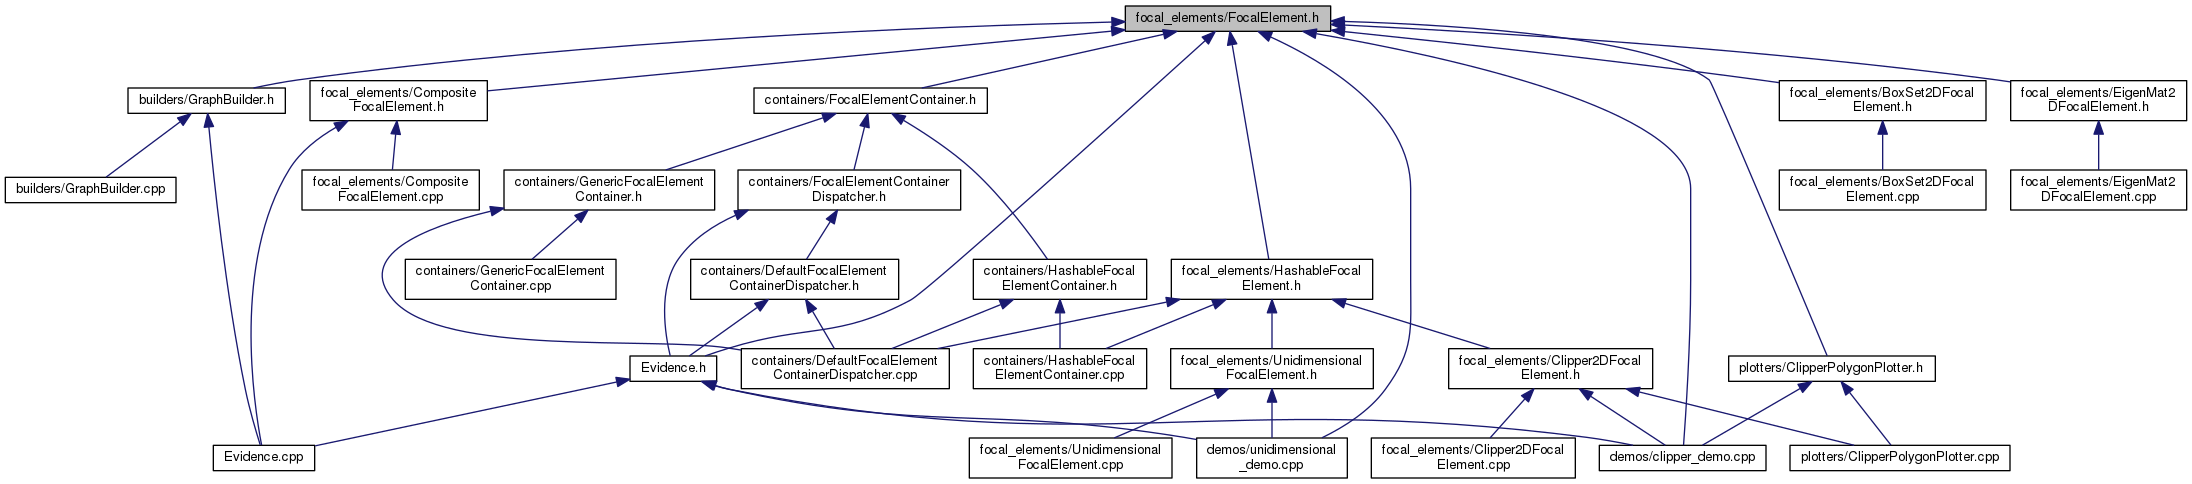 focal_elements/FocalElement.h
builders/GraphBuilder.h
focal_elements/Composite
FocalElement.h
containers/FocalElementContainer.h
focal_elements/BoxSet2DFocal
Element.h
focal_elements/EigenMat2
DFocalElement.h
builders/GraphBuilder.cpp
focal_elements/Composite
FocalElement.cpp
containers/GenericFocalElement
Container.h
containers/FocalElementContainer
Dispatcher.h
focal_elements/BoxSet2DFocal
Element.cpp
focal_elements/EigenMat2
DFocalElement.cpp
containers/GenericFocalElement
Container.cpp
containers/DefaultFocalElement
ContainerDispatcher.h
containers/HashableFocal
ElementContainer.h
focal_elements/HashableFocal
Element.h
Evidence.h
containers/DefaultFocalElement
ContainerDispatcher.cpp
containers/HashableFocal
ElementContainer.cpp
focal_elements/Unidimensional
FocalElement.h
focal_elements/Clipper2DFocal
Element.h
plotters/ClipperPolygonPlotter.h
Evidence.cpp
focal_elements/Unidimensional
FocalElement.cpp
demos/unidimensional
_demo.cpp
focal_elements/Clipper2DFocal
Element.cpp
demos/clipper_demo.cpp
plotters/ClipperPolygonPlotter.cpp